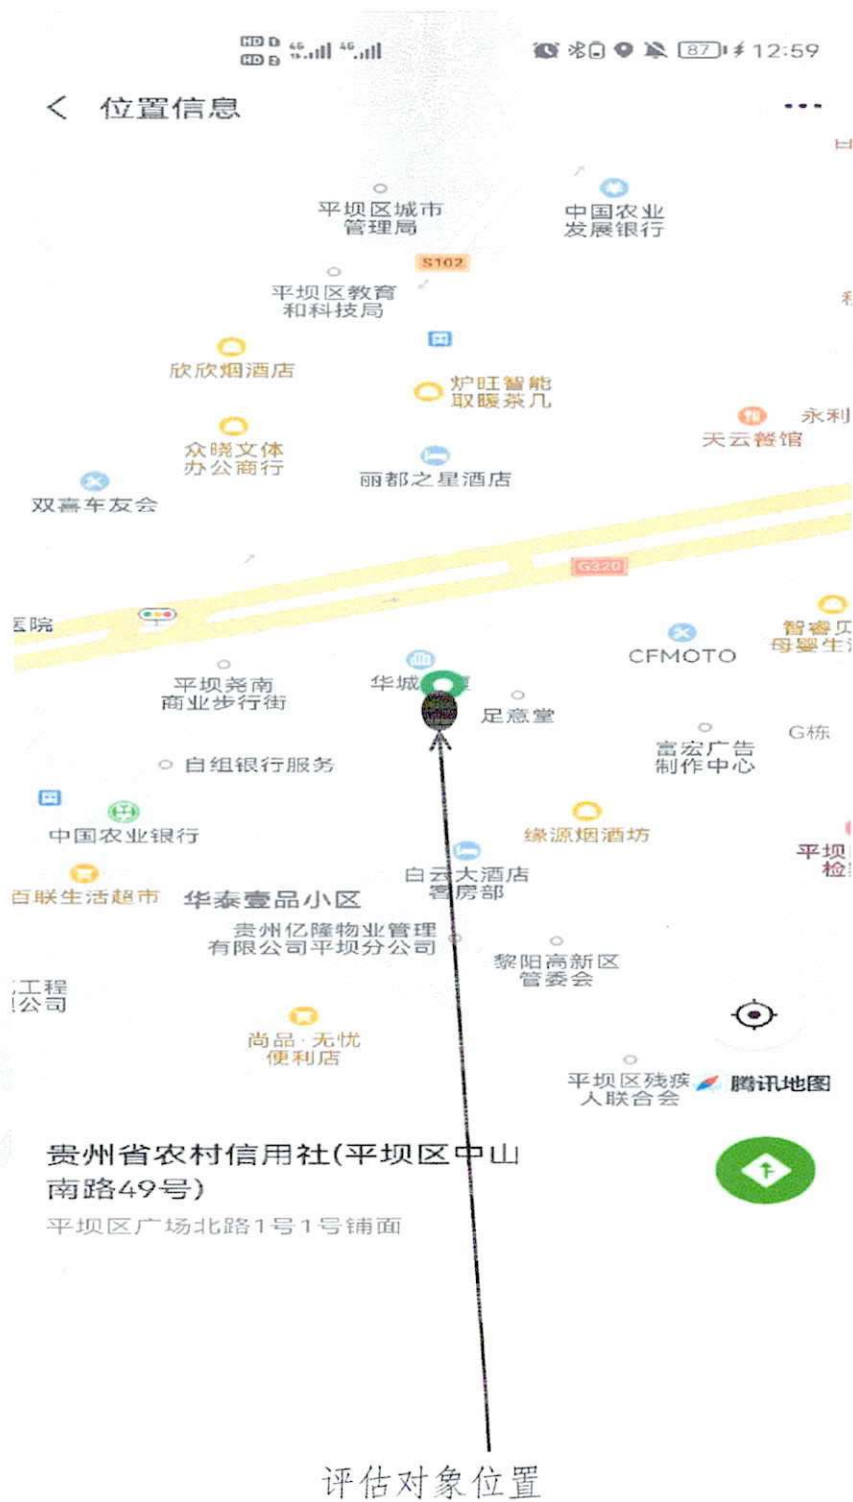 HD 1 4G 4G
HD 2
87 12:59
位置信息
平坝区城市
管理局
中国农业
发展银行
S102
平坝区教育
和科技局
欣欣烟酒店
炉旺智能
取暖茶几
众晓文体
办公商行
天云餐馆
永利
丽都之星酒店
双喜车友会
G320
医院
智睿贝
母婴生活
CFMOTO
平坝尧南
商业步行街
华城
足意堂
富宏广告
制作中心
G栋
自组银行服务
中国农业银行
缘源烟酒坊
平坝
检
百联生活超市
华泰壹品小区
白云大酒店
客房部
贵州亿隆物业管理
有限公司平坝分公司
黎阳高新区
管委会
工程
公司
尚品·无忧
便利店
平坝区残疾
人联合会
腾讯地图
贵州省农村信用社(平坝区中山
南路49号)
平坝区广场北路1号1号铺面
评估对象位置